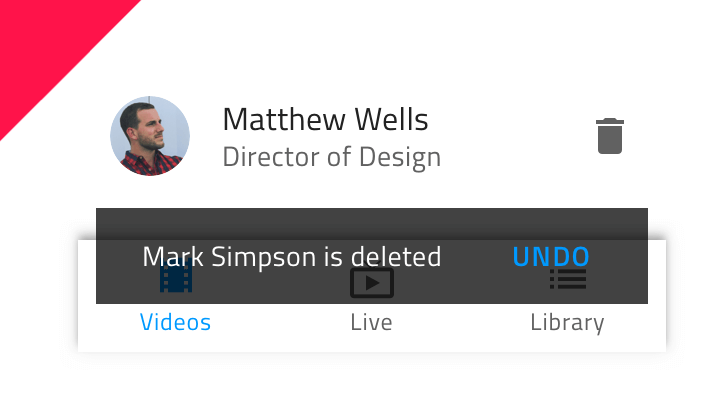 Matthew Wells
Director of Design
Mark Simpson is deleted UNDO
Videos Live Library